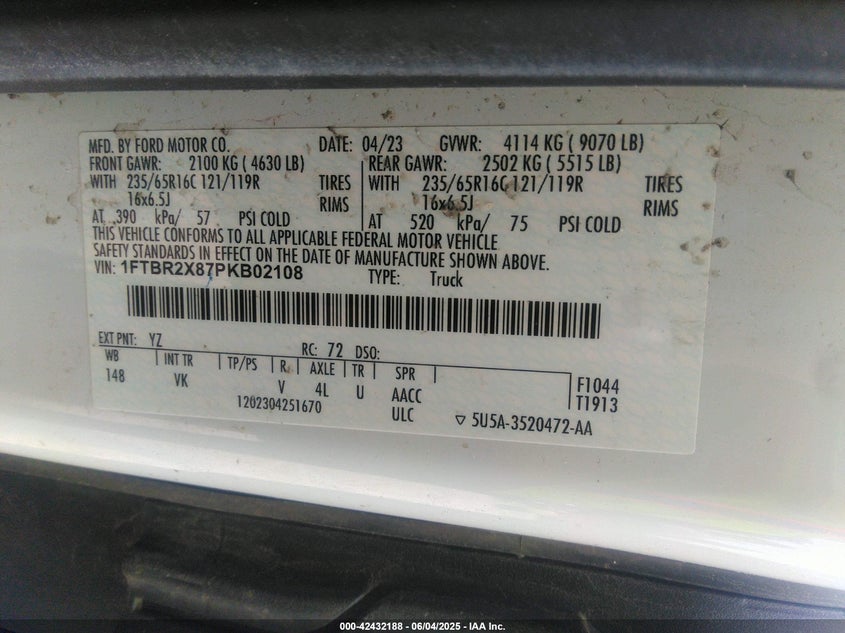 MFD. BY FORD MOTOR CO. DATE: 04/23 GVWR: 4114 KG ( 9070 LB)
FRONT GAWR: 2100 KG ( 4630 LB) REAR GAWR: 2502 KG ( 5515 LB)
WITH 235/65R16C 121/119R TIRES WITH 235/65R16C 121/119R TIRES
16x6.5J RIMS 16x6.5J RIMS
AT 390 kPa/ 57 PSI COLD AT 520 kPa/ 75 PSI COLD
THIS VEHICLE CONFORMS TO ALL APPLICABLE FEDERAL MOTOR VEHICLE
SAFETY STANDARDS IN EFFECT ON THE DATE OF MANUFACTURE SHOWN ABOVE.
VIN: 1FTBR2X87PKB02108 TYPE: Truck
EXT PNT: YZ RC: 72 DSO:
WB INT TR TP/PS R AXLE TR SPR
148 VK V 4L U AACC F1044
1202304251670 ULC T1913
▽ 5U5A-3520472-AA
000-42432188 - 06/04/2025 - IAA Inc.